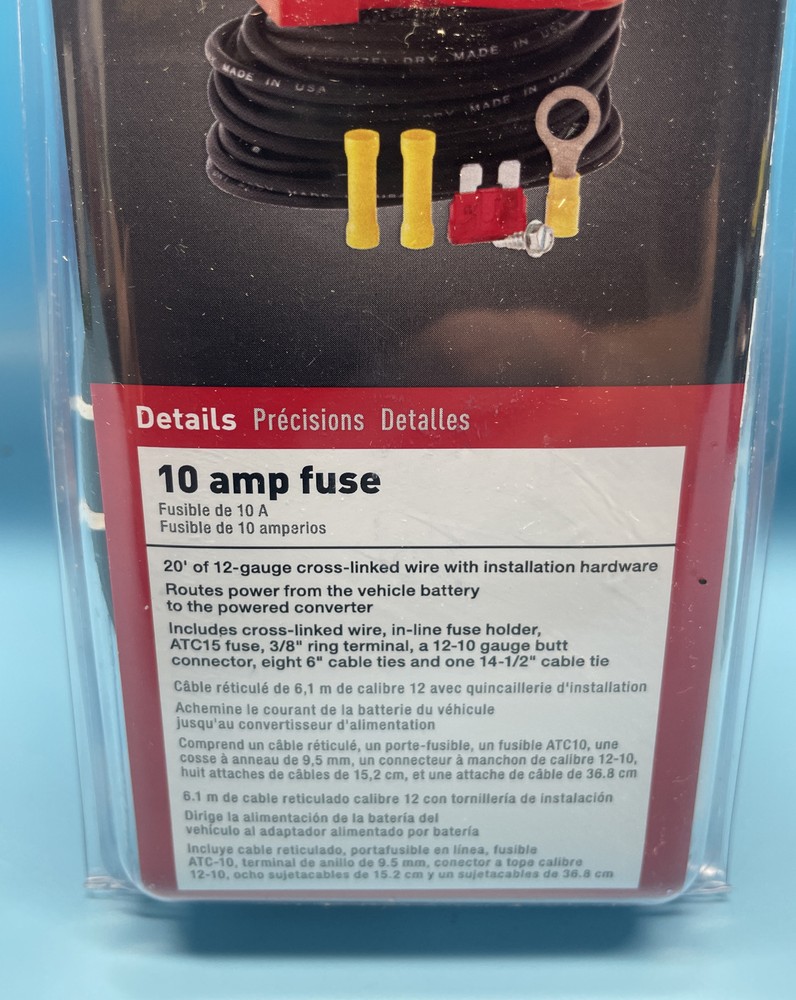 MADE IN USA
DRY MADE IN USA
MADE IN USA
MADE USA
Details Précisions Detalles
10 amp fuse
Fusible de 10 A
Fusible de 10 amperios
20' of 12-gauge cross-linked wire with installation hardware
Routes power from the vehicle battery
to the powered converter
Includes cross-linked wire, in-line fuse holder,
ATC15 fuse, 3/8" ring terminal, a 12-10 gauge butt
connector, eight 6" cable ties and one 14-1/2" cable tie
Câble réticulé de 6,1 m de calibre 12 avec quincaillerie d'installation
Achemine le courant de la batterie du véhicule
jusqu'au convertisseur d'alimentation
Comprend un câble réticulé, un porte-fusible, un fusible ATC10, une
cosse à anneau de 9,5 mm, un connecteur à manchon de calibre 12-10,
huit attaches de câbles de 15,2 cm, et une attache de câble de 36.8 cm
6.1 m de cable reticulado calibre 12 con tornillería de instalación
Dirige la alimentación de la batería del
vehículo al adaptador alimentado por batería
Incluye cable reticulado, portafusible en línea, fusible
ATC-10, terminal de anillo de 9.5 mm, conector a tope calibre
12-10, ocho sujetacables de 15.2 cm y un sujetacables de 36.8 cm